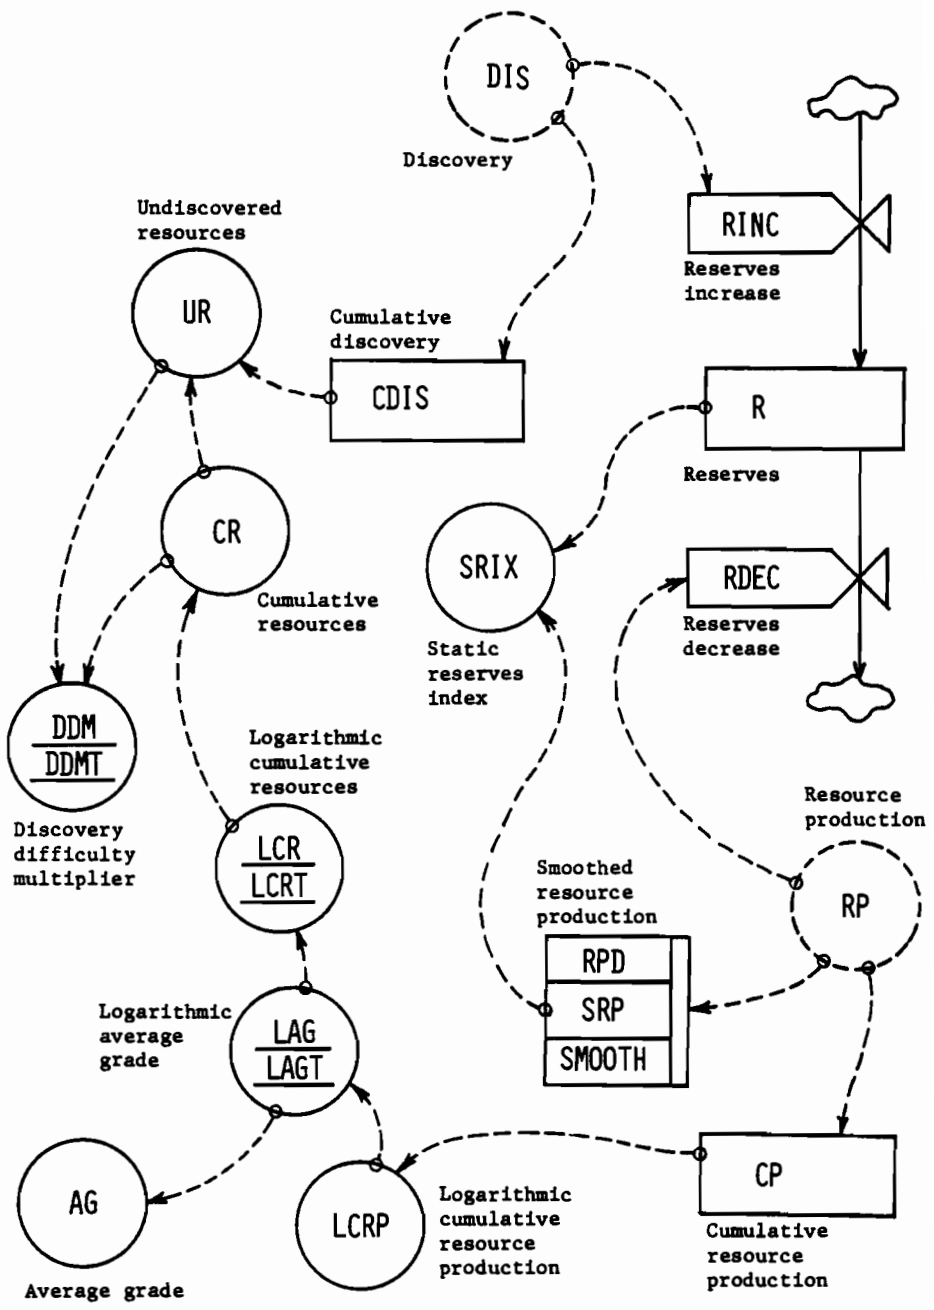 DIS
Discovery
RINC
Reserves
increase
Undiscovered
resources
UR
Cumulative
discovery
CDIS
R
Reserves
CR
Cumulative
resources
SRIX
Static
reserves
index
RDEC
Reserves
decrease
DDM
DDMT
Discovery
difficulty
multiplier
Logarithmic
cumulative
resources
LCR
LCRT
Resource
production
RP
Smoothed
resource
production
RPD
SRP
SMOOTH
Logarithmic
average
grade
LAG
LAGT
AG
Average grade
LCRP
Logarithmic
cumulative
resource
production
CP
Cumulative
resource
production